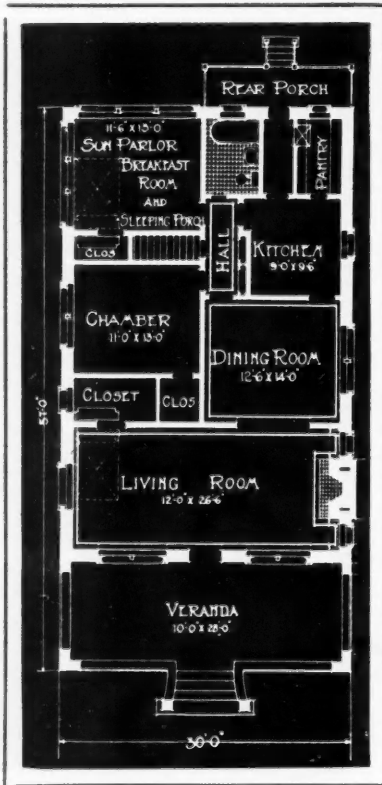 REAR PORCH
11'-6" X 15'-0"
SUN PARLOR
BREAKFAST
ROOM
AND
SLEEPING PORCH
PANTRY
CLOS
HALL
KITCHEN
9'-0" X 9'-6"
CHAMBER
11'-0" X 13'-0"
DINING ROOM
12'-6" X 14'-0"
CLOSET
CLOS
LIVING ROOM
12'-0" X 26'-6"
VERANDA
10'-0" X 28'-0"
30'-0"